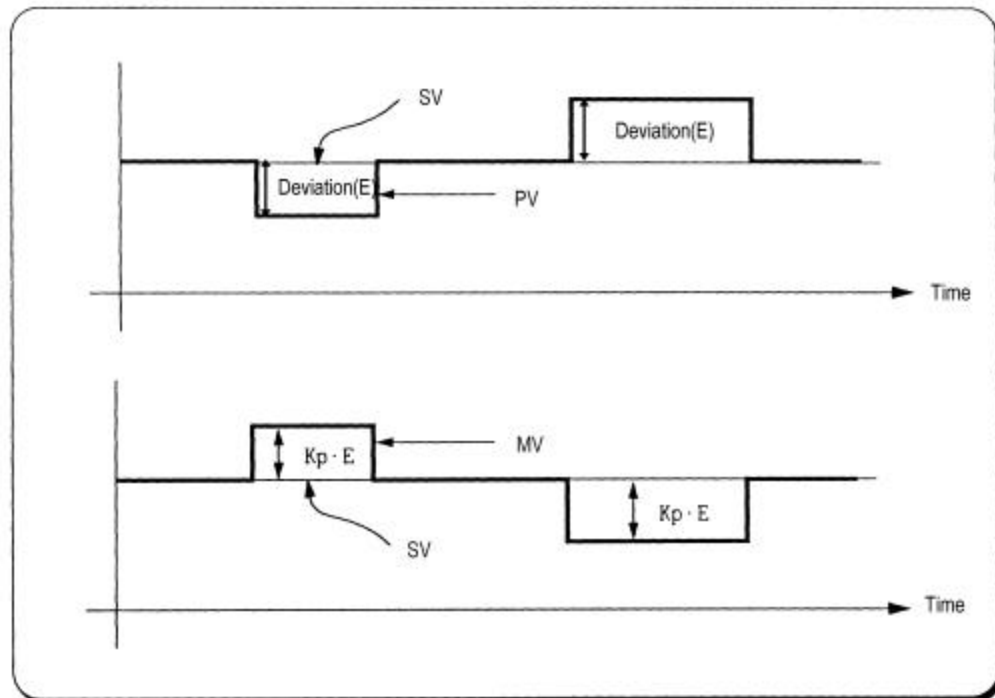 SV
Deviation(E)
Deviation(E)
PV
Time
Kp · E
MV
Kp · E
SV
Time